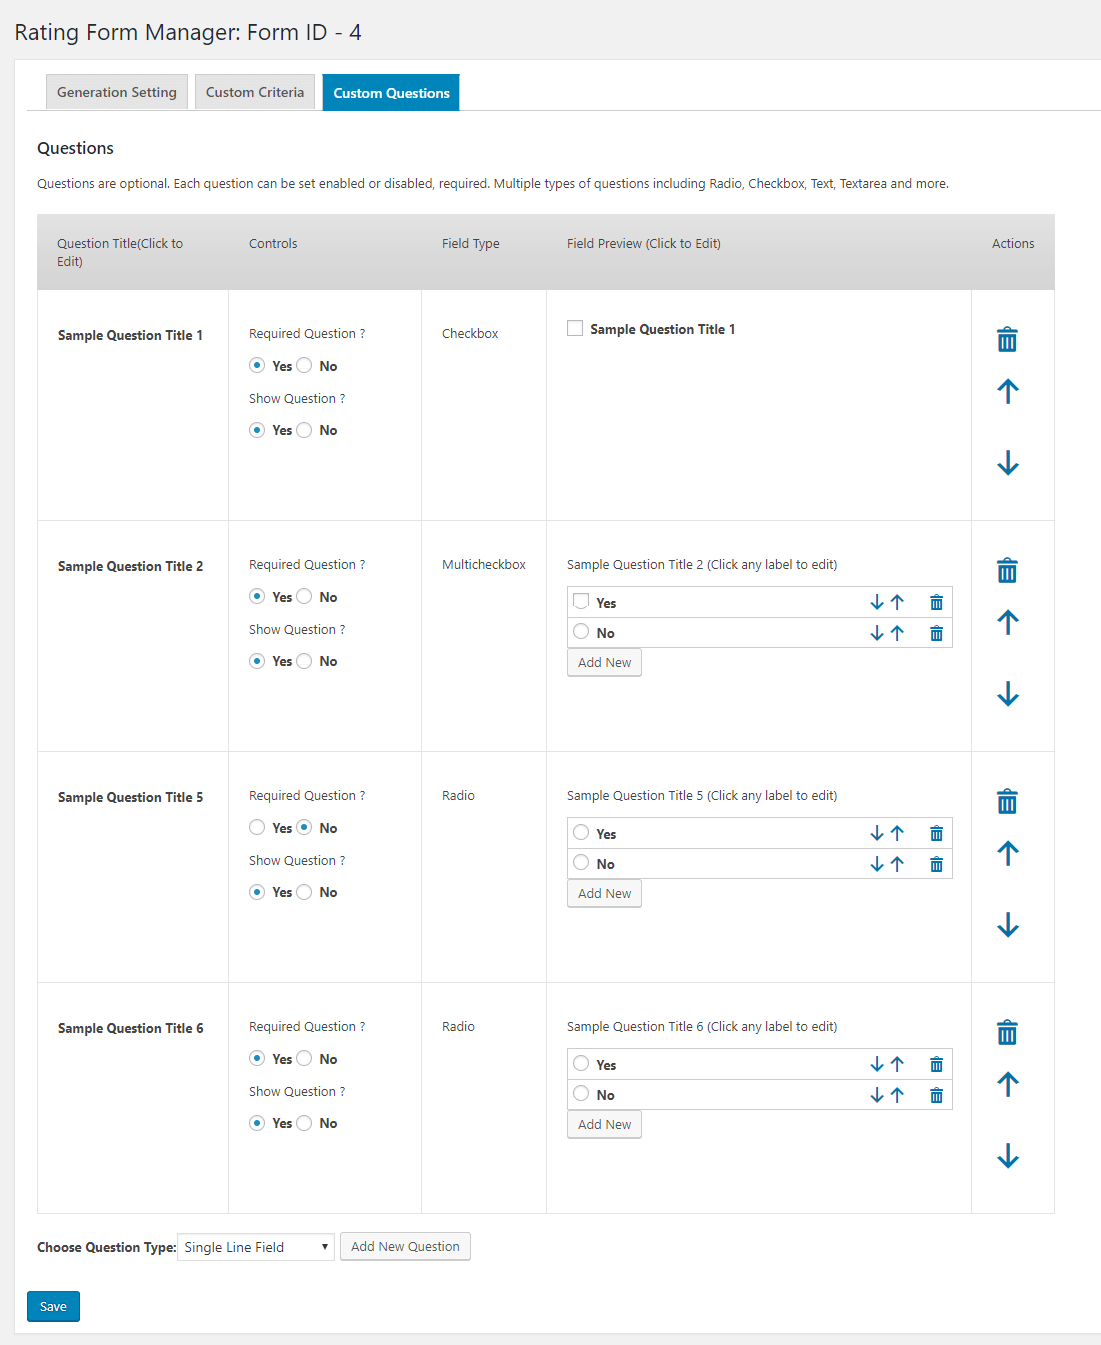 Rating Form Manager: Form ID - 4
Generation Setting Custom Criteria Custom Questions
Questions
Questions are optional. Each question can be set enabled or disabled, required. Multiple types of questions including Radio, Checkbox, Text, Textarea and more.
Question Title(Click to Edit) Controls Field Type Field Preview (Click to Edit) Actions
Sample Question Title 1
Required Question ?
Yes No
Show Question ?
Yes No
Checkbox
Sample Question Title 1
Sample Question Title 2
Required Question ?
Yes No
Show Question ?
Yes No
Multicheckbox
Sample Question Title 2 (Click any label to edit)
Yes
No
Add New
Sample Question Title 5
Required Question ?
Yes No
Show Question ?
Yes No
Radio
Sample Question Title 5 (Click any label to edit)
Yes
No
Add New
Sample Question Title 6
Required Question ?
Yes No
Show Question ?
Yes No
Radio
Sample Question Title 6 (Click any label to edit)
Yes
No
Add New
Choose Question Type: Single Line Field Add New Question
Save